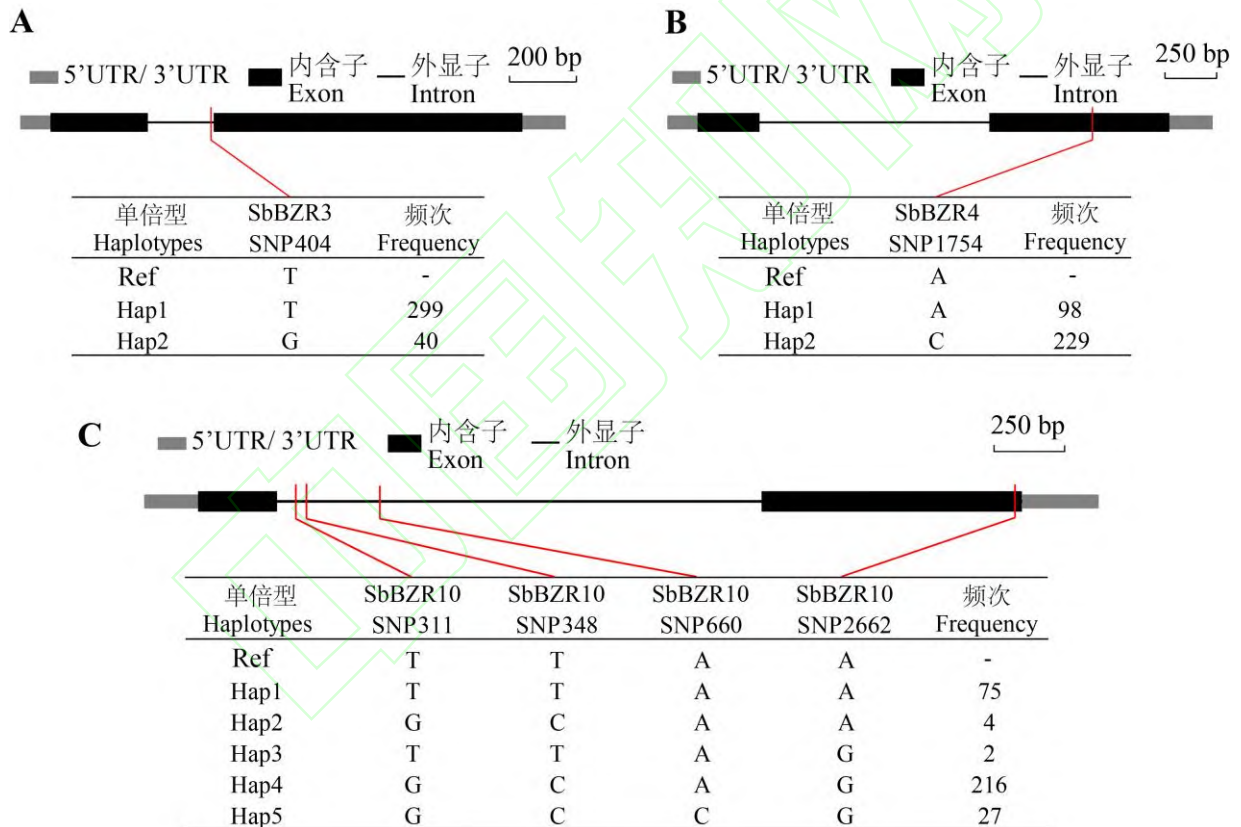 A
200 bp
5’UTR/ 3’UTR 内含子 外显子
Exon Intron
单倍型 SbBZR3 频次
Haplotypes SNP404 Frequency
Ref T -
Hap1 T 299
Hap2 G 40
B
250 bp
5’UTR/ 3’UTR 内含子 外显子
Exon Intron
单倍型 SbBZR4 频次
Haplotypes SNP1754 Frequency
Ref A -
Hap1 A 98
Hap2 C 229
C
250 bp
5’UTR/ 3’UTR 内含子 外显子
Exon Intron
单倍型 SbBZR10 SbBZR10 SbBZR10 SbBZR10 频次
Haplotypes SNP311 SNP348 SNP660 SNP2662 Frequency
Ref T T A A -
Hap1 T T A A 75
Hap2 G C A A 4
Hap3 T T A G 2
Hap4 G C A G 216
Hap5 G C C G 27